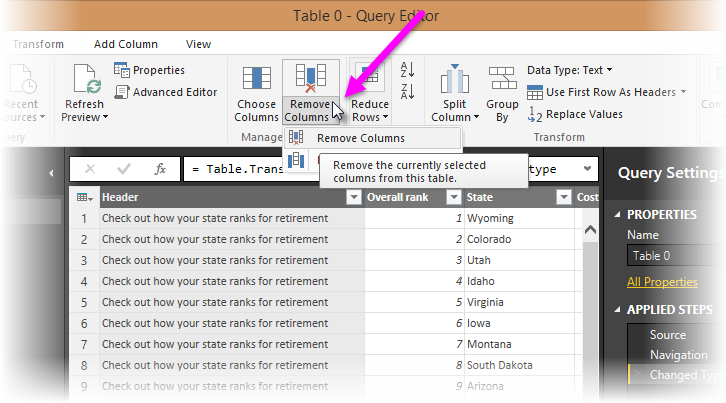 Table 0 - Query Editor
Transform Add Column View
Recent
Sources
Query
Refresh
Preview
Properties
Advanced Editor
Choose
Columns
Remove
Columns
Manage
Reduce
Rows
A
Z
Z
A
Split
Column
Group
By
Data Type: Text
Use First Row As Headers
1
2 Replace Values
Transform
Remove Columns
Remove the currently selected
columns from this table.
fx = Table.Trans type
Header Overall rank State Cost
1 Check out how your state ranks for retirement 1 Wyoming
2 Check out how your state ranks for retirement 2 Colorado
3 Check out how your state ranks for retirement 3 Utah
4 Check out how your state ranks for retirement 4 Idaho
5 Check out how your state ranks for retirement 5 Virginia
6 Check out how your state ranks for retirement 6 Iowa
7 Check out how your state ranks for retirement 7 Montana
8 Check out how your state ranks for retirement 8 South Dakota
9 Check out how your state ranks for retirement 9 Arizona
Query Settings
PROPERTIES
Name
Table 0
All Properties
APPLIED STEPS
Source
Navigation
Changed Type